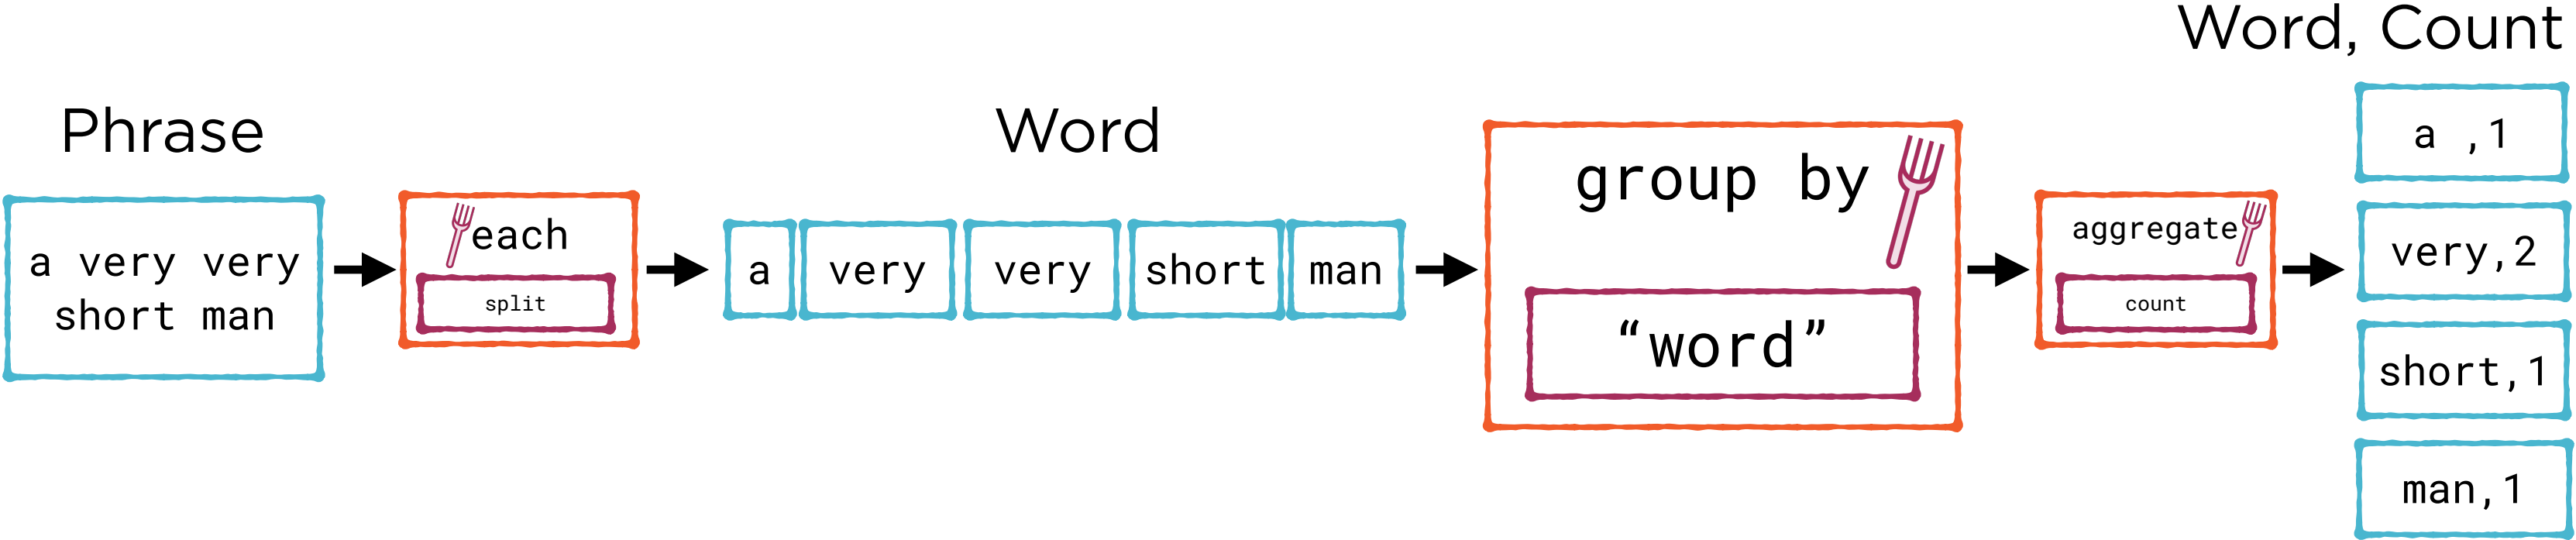 Phrase
a very very
short man
each
split
Word
a
very
very
short
man
group by
“word”
aggregate
count
Word, Count
a ,1
very,2
short,1
man,1